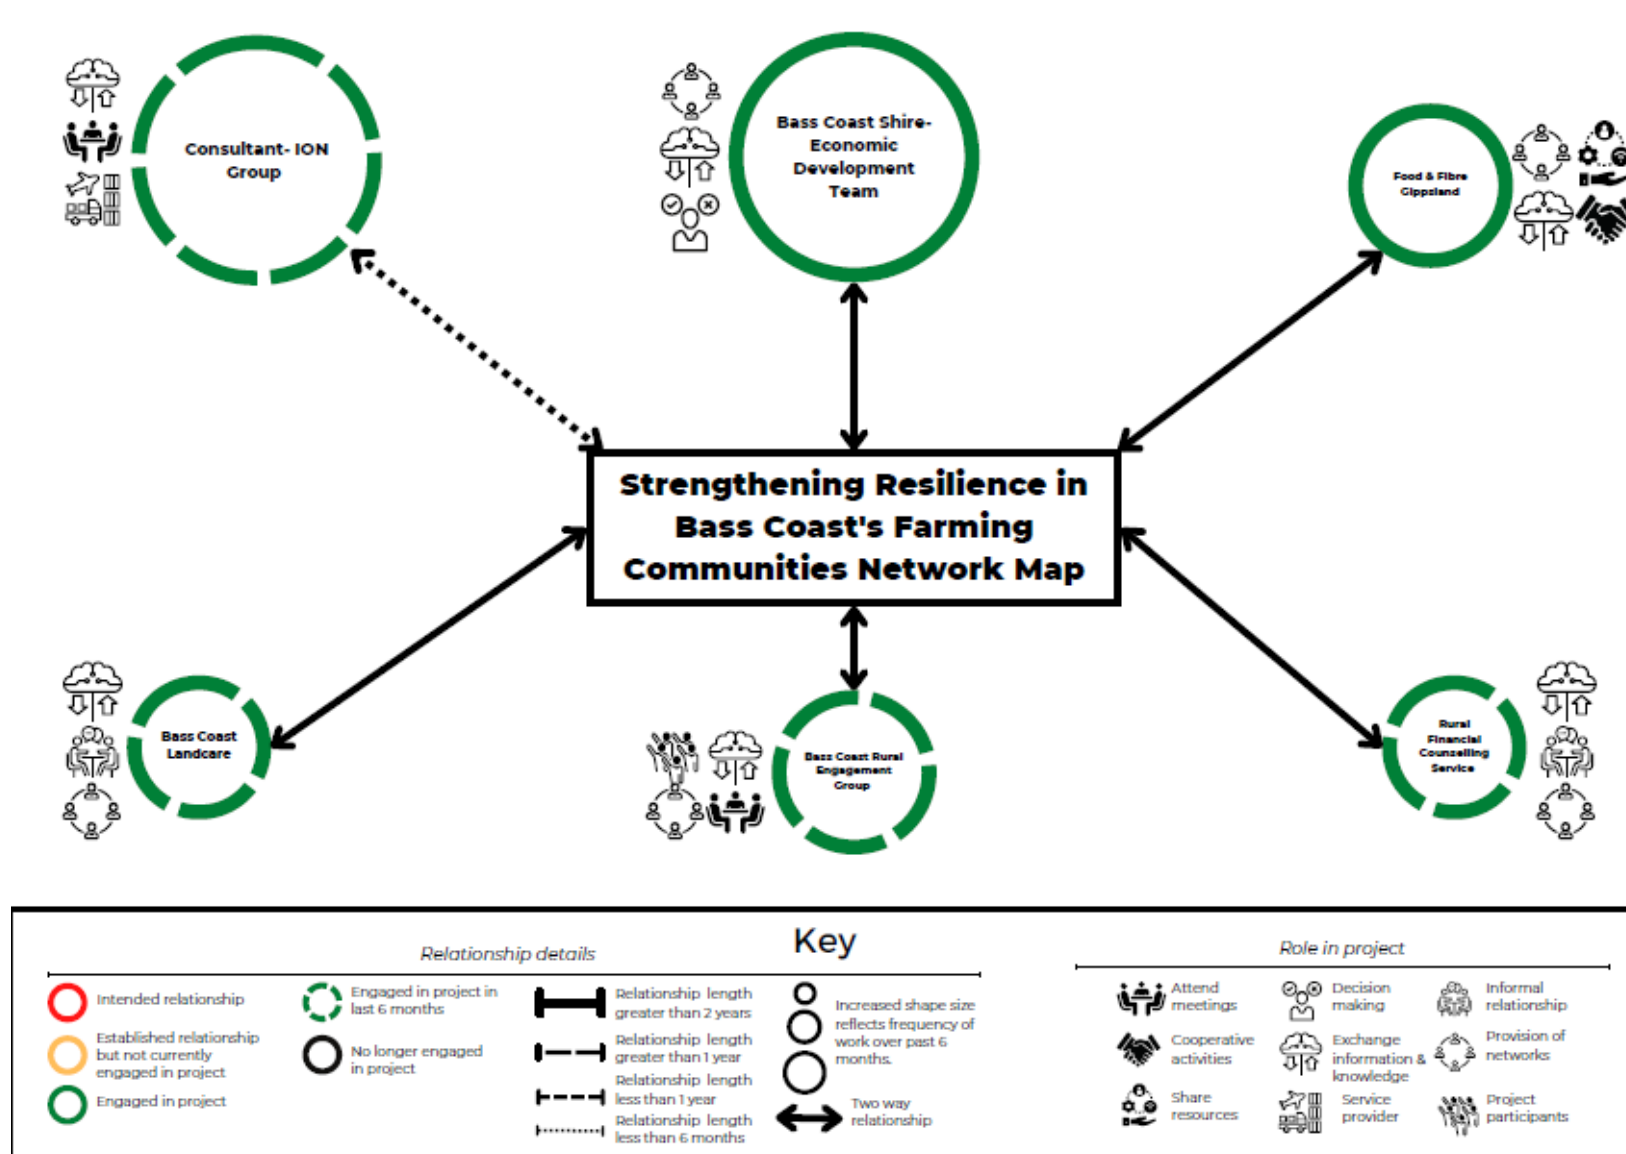 Consultant- ION
Group
Bass Coast Shire-
Economic
Development
Team
Food & Fibre
Gippsland
Strengthening Resilience in
Bass Coast's Farming
Communities Network Map
Bass Coast
Landcare
Bass Coast Rural
Engagement
Group
Rural
Financial
Counselling
Service
Key
Relationship details
Intended relationship
Established relationship
but not currently
engaged in project
Engaged in project
Engaged in project in
last 6 months
No longer engaged
in project
Relationship length
greater than 2 years
Relationship length
greater than 1 year
Relationship length
less than 1 year
Relationship length
less than 6 months
Increased shape size
reflects frequency of
work over past 6
months.
Two way
relationship
Role in project
Attend
meetings
Cooperative
activities
Share
resources
Decision
making
Exchange
information &
knowledge
Service
provider
Informal
relationship
Provision of
networks
Project
participants